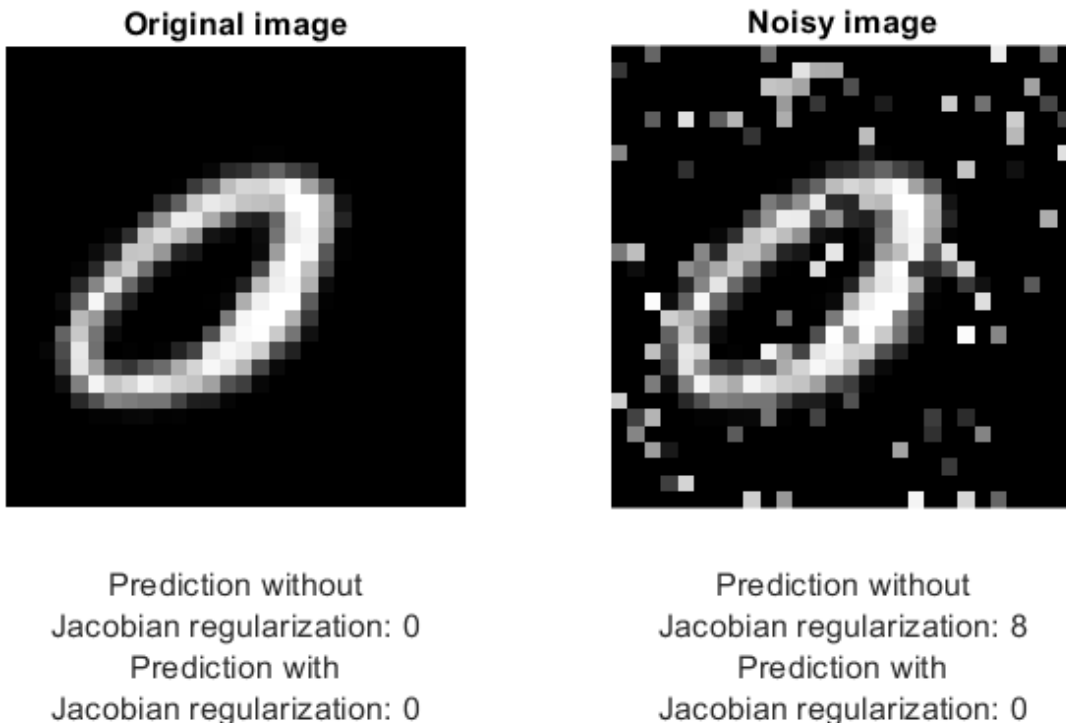 Original image
Noisy image
Prediction without
Jacobian regularization: 0
Prediction with
Jacobian regularization: 0
Prediction without
Jacobian regularization: 8
Prediction with
Jacobian regularization: 0